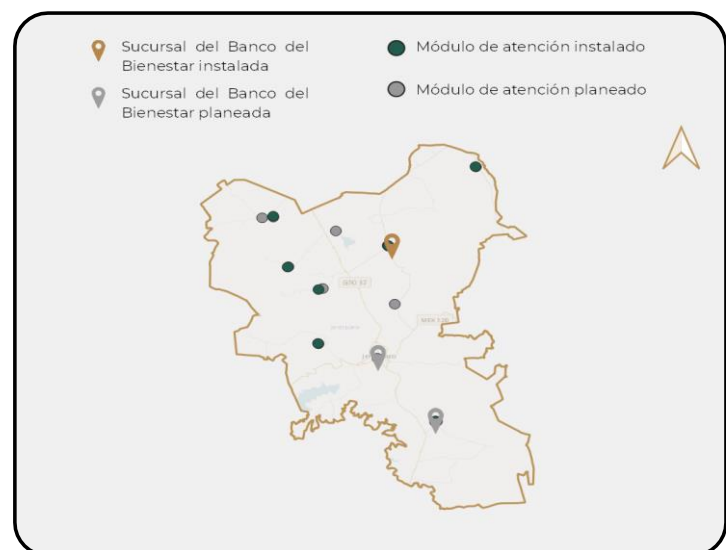 Sucursal del Banco del
Bienestar instalada
Sucursal del Banco del
Bienestar planeada
Módulo de atención instalado
Módulo de atención planeado